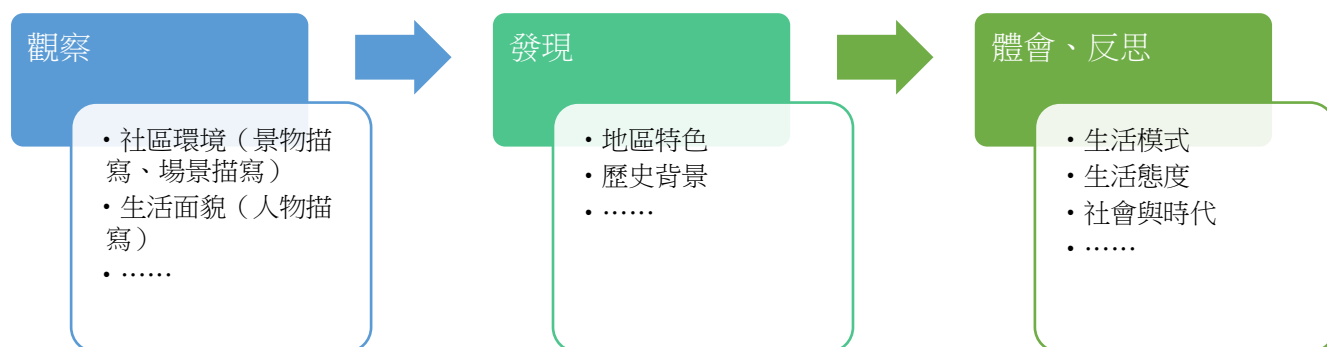 觀察
・社區環境（景物描
寫、場景描寫）
・生活面貌（人物描
寫）
・……
發現
・地區特色
・歷史背景
・……
體會、反思
・生活模式
・生活態度
・社會與時代
・……